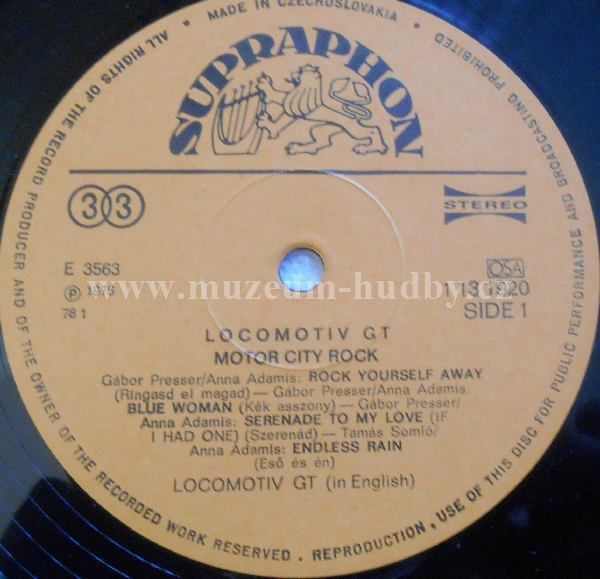 ALL RIGHTS OF THE RECORD PRODUCER AND OF THE OWNER OF THE RECORDED WORK RESERVED . REPRODUCTION . USE OF THIS DISC FOR PUBLIC PERFORMANCE AND BROADCASTING PROHIBITED
MADE IN CZECHOSLOVAKIA
SUPRAPHON
33
STEREO
E 3563
OSA
℗
www.muzeum-hudby.cz
78 1
SIDE 1
LOCOMOTIV GT
MOTOR CITY ROCK
Gábor Presser/Anna Adamis: ROCK YOURSELF AWAY
(Ringasd el magad) — Gábor Presser/Anna Adamis:
BLUE WOMAN (Kék asszony) — Gábor Presser/
Anna Adamis: SERENADE TO MY LOVE (IF
I HAD ONE) (Szerenád) — Tamás Somló/
Anna Adamis: ENDLESS RAIN
(Eső és én)
LOCOMOTIV GT (in English)